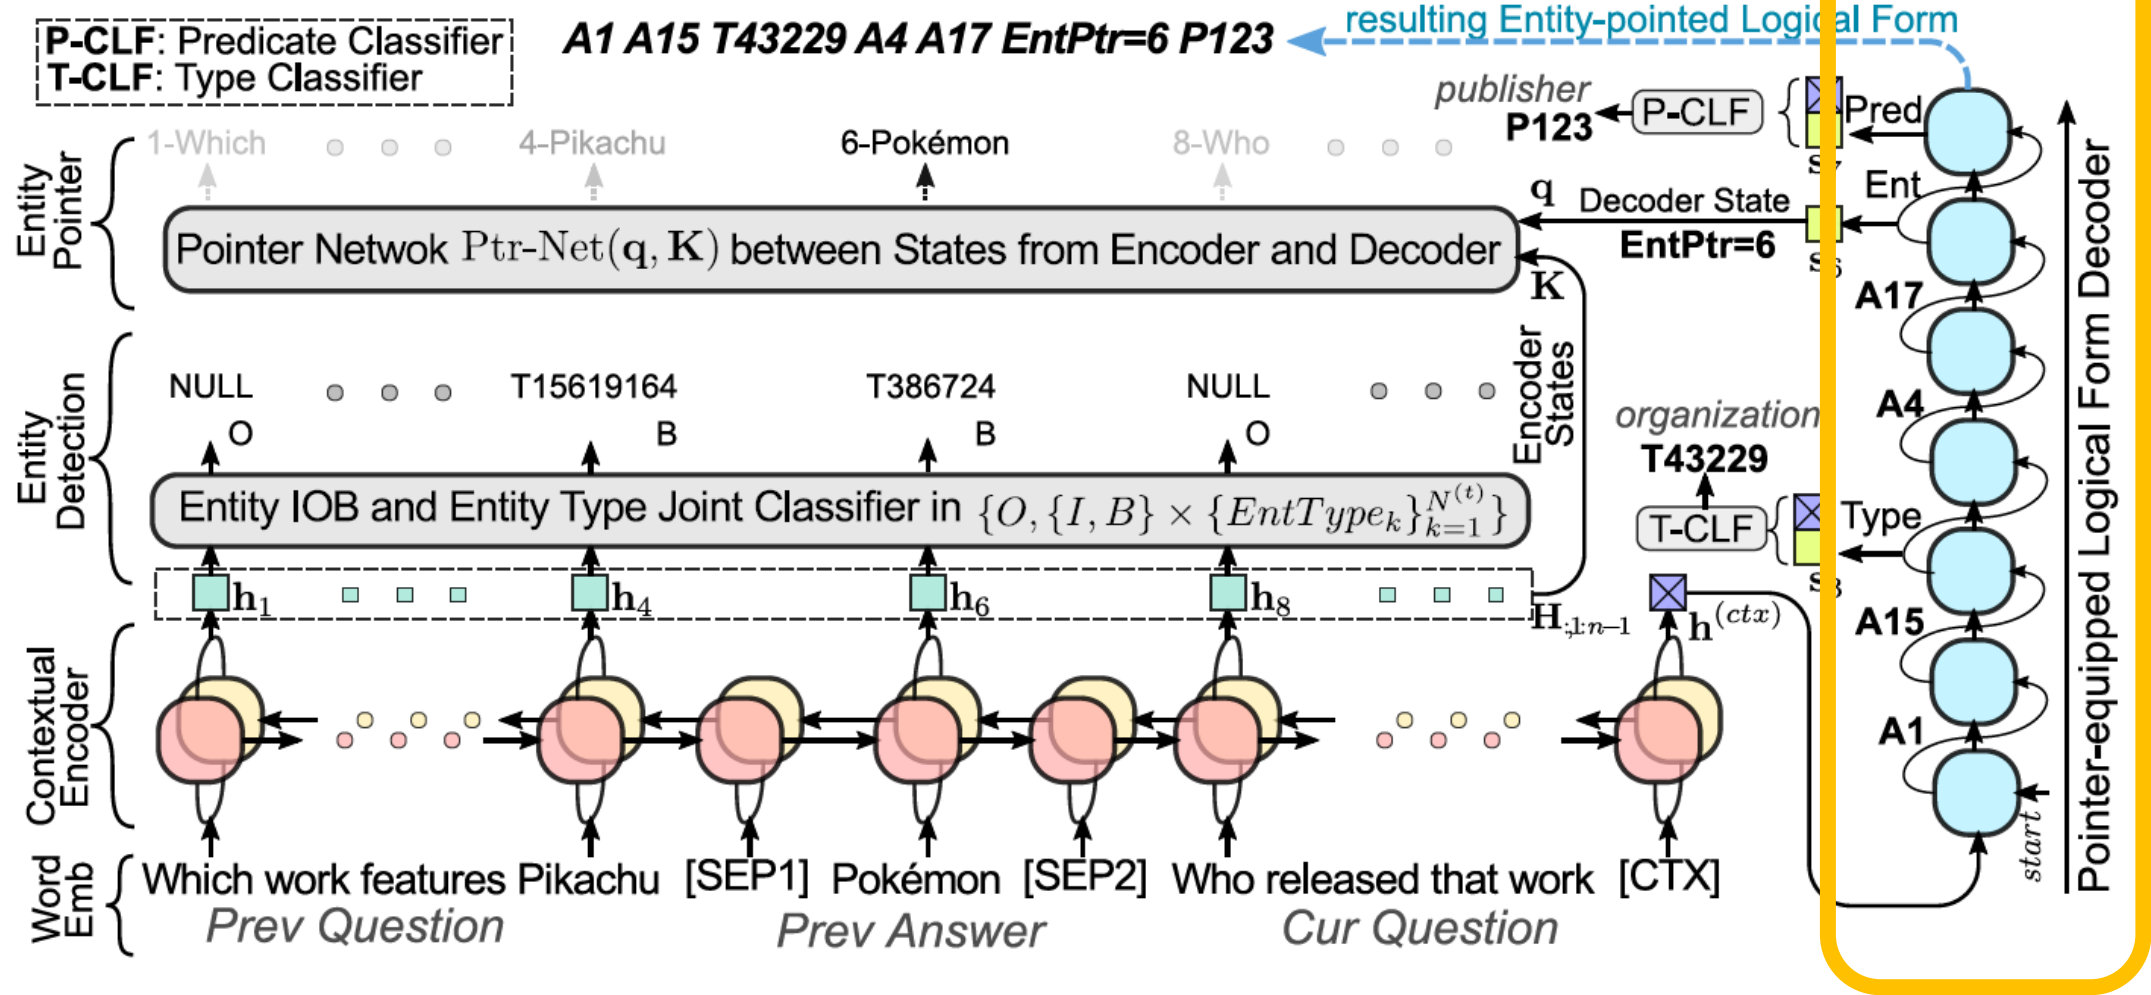 P-CLF: Predicate Classifier
T-CLF: Type Classifier
A1 A15 T43229 A4 A17 EntPtr=6 P123
resulting Entity-pointed Logical Form
publisher
P123
P-CLF
Pred
s7
1-Which
4-Pikachu
6-Pokémon
8-Who
Entity Pointer
Pointer Netwok Ptr-Net(q, K) between States from Encoder and Decoder
q
Decoder State
EntPtr=6
K
Ent
A17
A4
Entity Detection
NULL
O
T15619164
B
T386724
B
NULL
O
Encoder States
organization
T43229
T-CLF
Type
Entity IOB and Entity Type Joint Classifier in {O, {I, B} × {EntType_k}_{k=1}^{N^{(t)}}}
h1
h4
h6
h8
H:,1:n−1
h(ctx)
A15
A1
start
Pointer-equipped Logical Form Decoder
Contextual Encoder
Word Emb
Which work features Pikachu [SEP1] Pokémon [SEP2] Who released that work [CTX]
Prev Question
Prev Answer
Cur Question